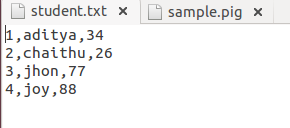 student.txt × sample.pig ×
1,aditya,34
2,chaithu,26
3,jhon,77
4,joy,88